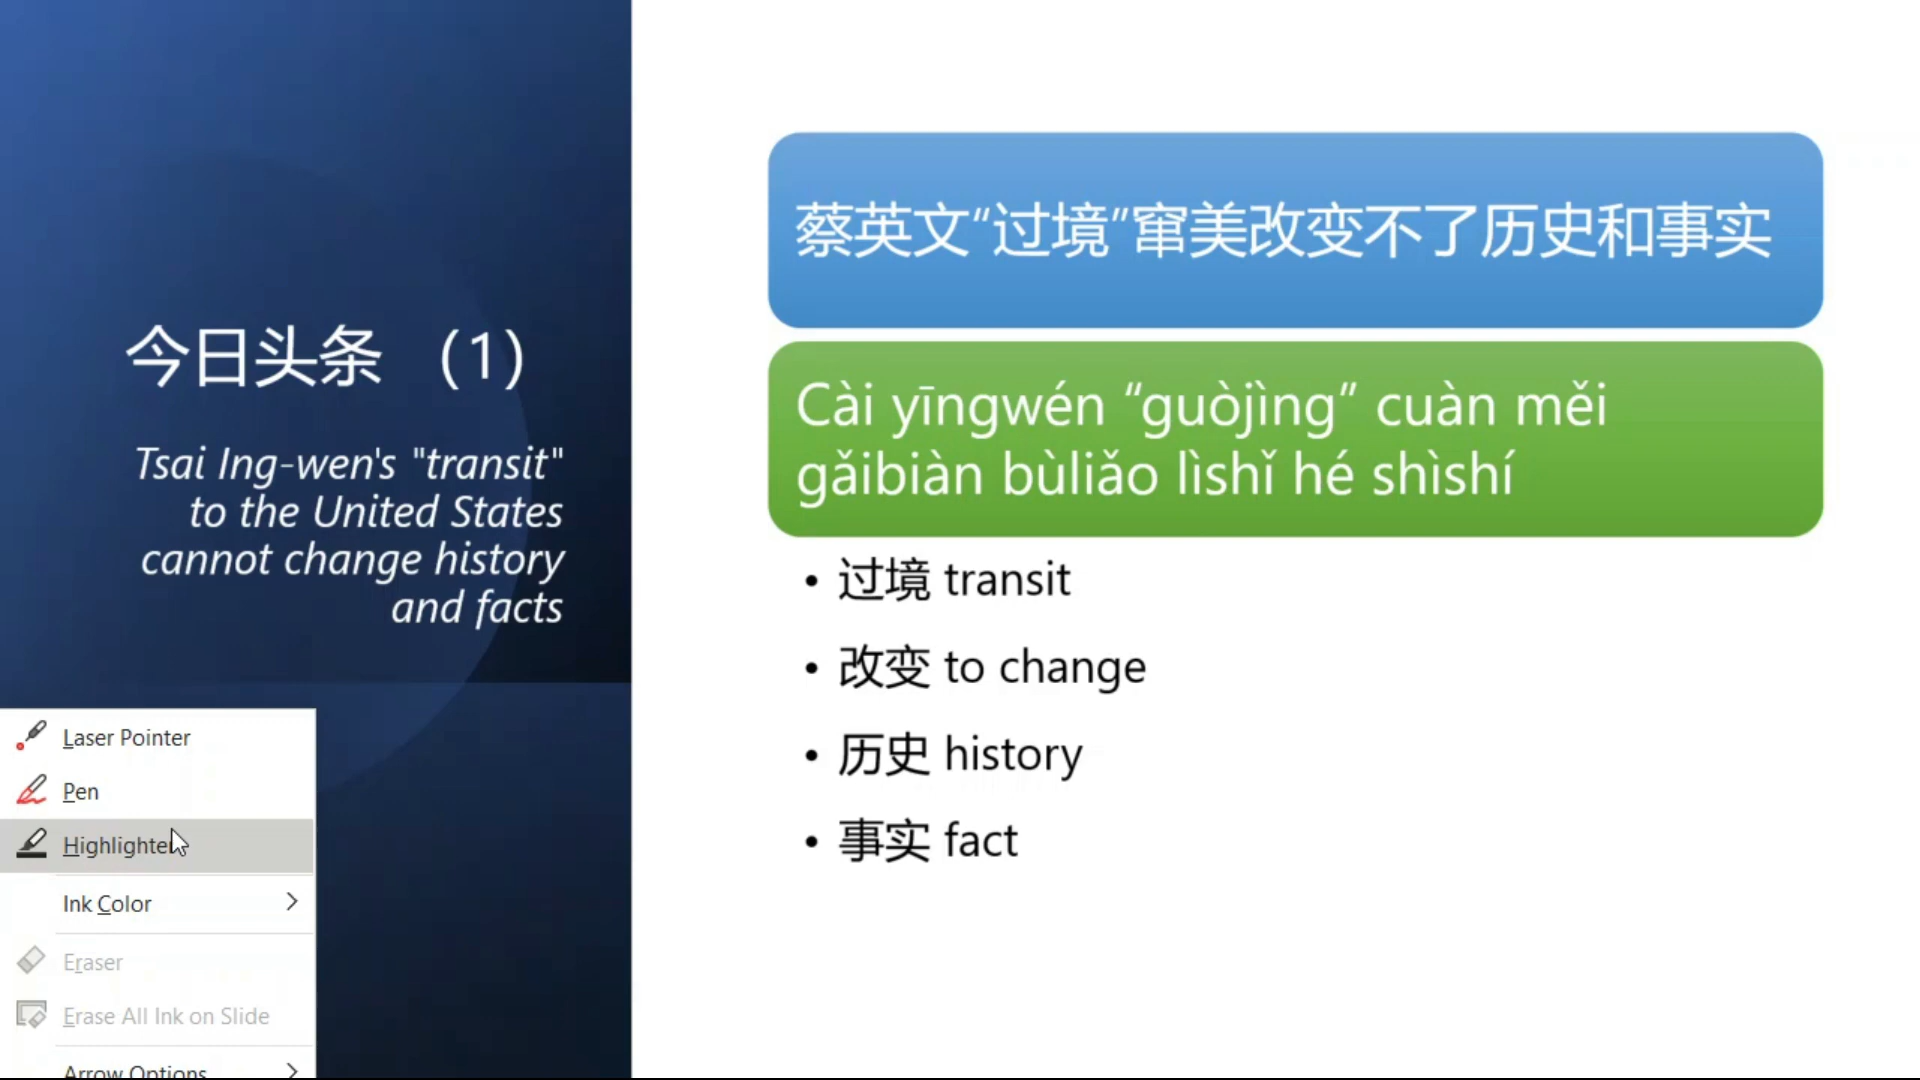 今日头条 （1）
Tsai Ing-wen's "transit"
to the United States
cannot change history
and facts
蔡英文“过境”窜美改变不了历史和事实
Cài yīngwén “guòjìng” cuàn měi
gǎibiàn bùliǎo lìshǐ hé shìshí
• 过境 transit
• 改变 to change
• 历史 history
• 事实 fact
Laser Pointer
Pen
Highlighter
Ink Color
Eraser
Erase All Ink on Slide
Arrow Options